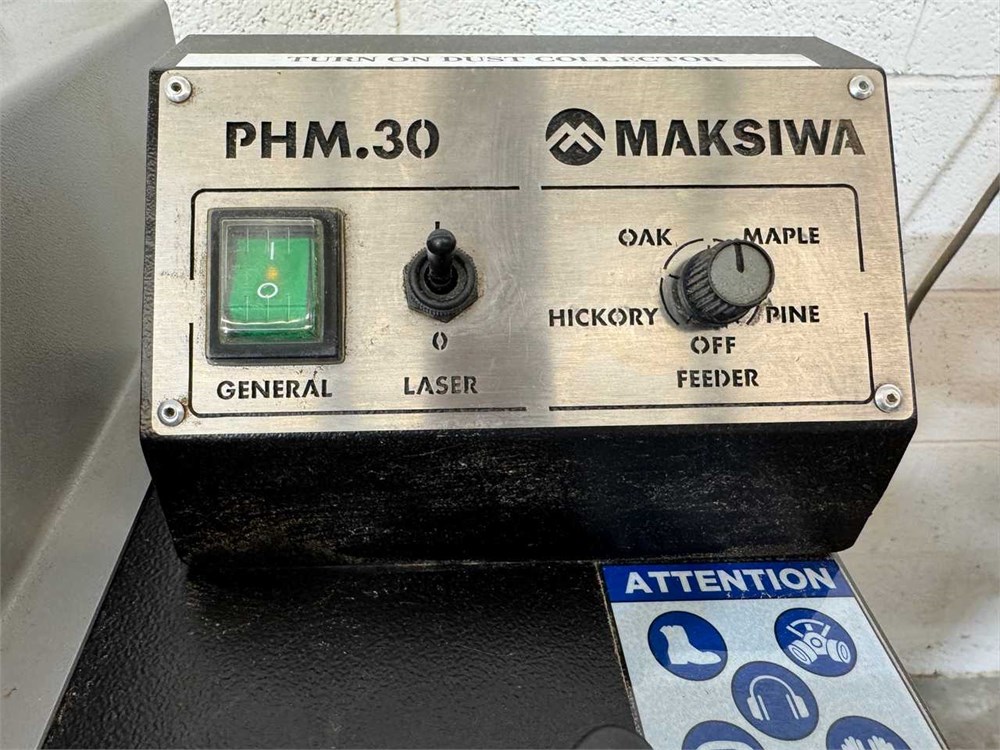 TURN ON DUST COLLECTOR
PHM.30
MAKSIWA
OAK
MAPLE
HICKORY
PINE
OFF
FEEDER
I
O
GENERAL
I
0
LASER
ATTENTION